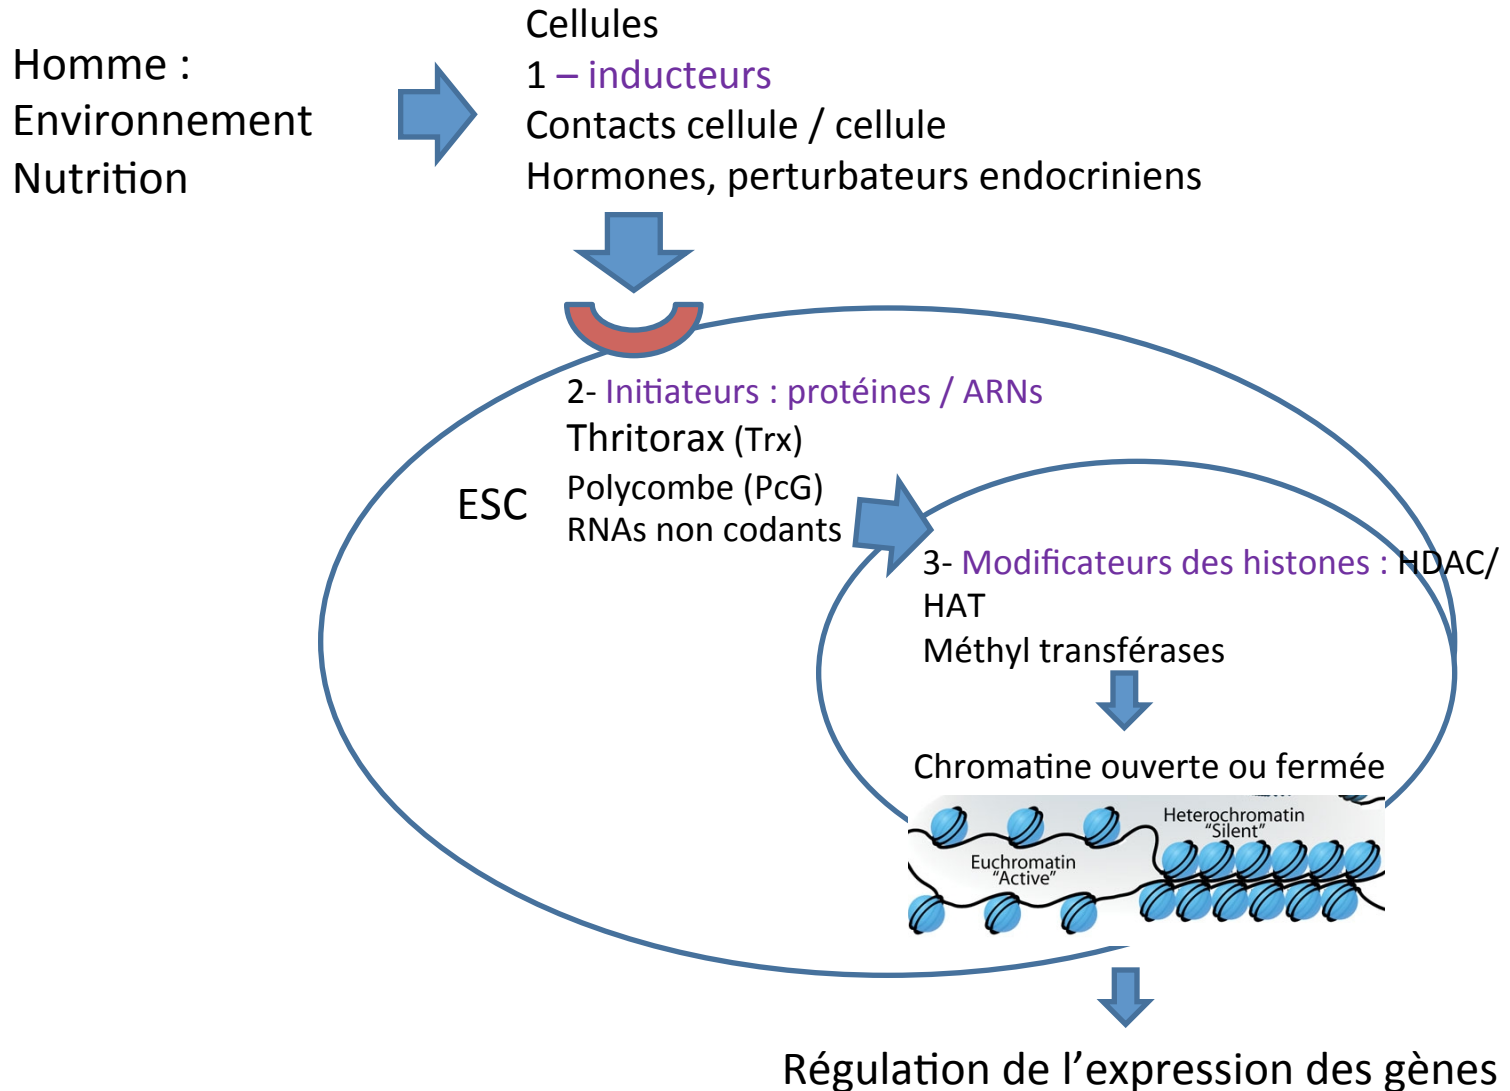 Homme :
Environnement
Nutrition
Cellules
1 – inducteurs
Contacts cellule / cellule
Hormones, perturbateurs endocriniens
2- Initiateurs : protéines / ARNs
Thritorax (Trx)
Polycombe (PcG)
RNAs non codants
ESC
3- Modificateurs des histones : HDAC/
HAT
Méthyl transférases
Chromatine ouverte ou fermée
Heterochromatin
"Silent"
Euchromatin
"Active"
Régulation de l’expression des gènes